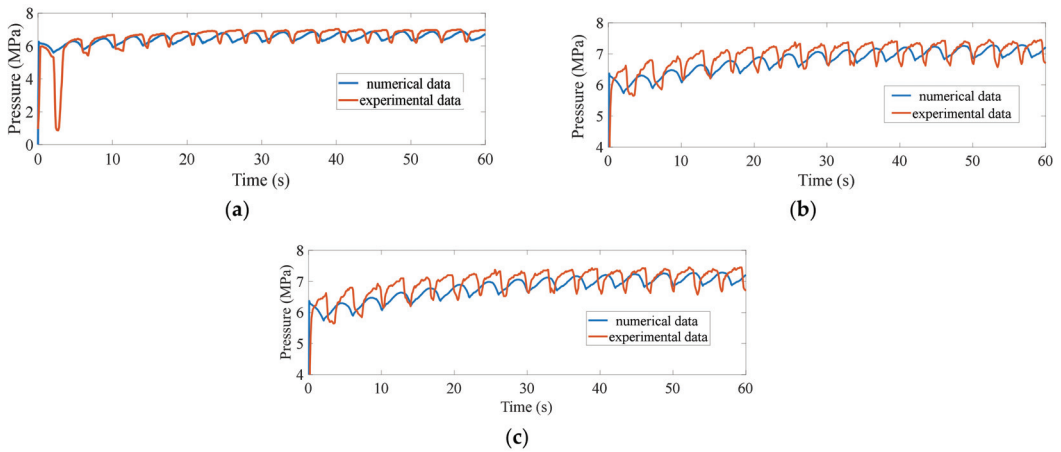 (a)
Pressure (MPa)
8
6
4
2
0
numerical data
experimental data
0 10 20 30 40 50 60
Time (s)
(b)
Pressure (MPa)
8
7
6
5
4
numerical data
experimental data
0 10 20 30 40 50 60
Time (s)
(c)
Pressure (MPa)
8
7
6
5
4
numerical data
experimental data
0 10 20 30 40 50 60
Time (s)